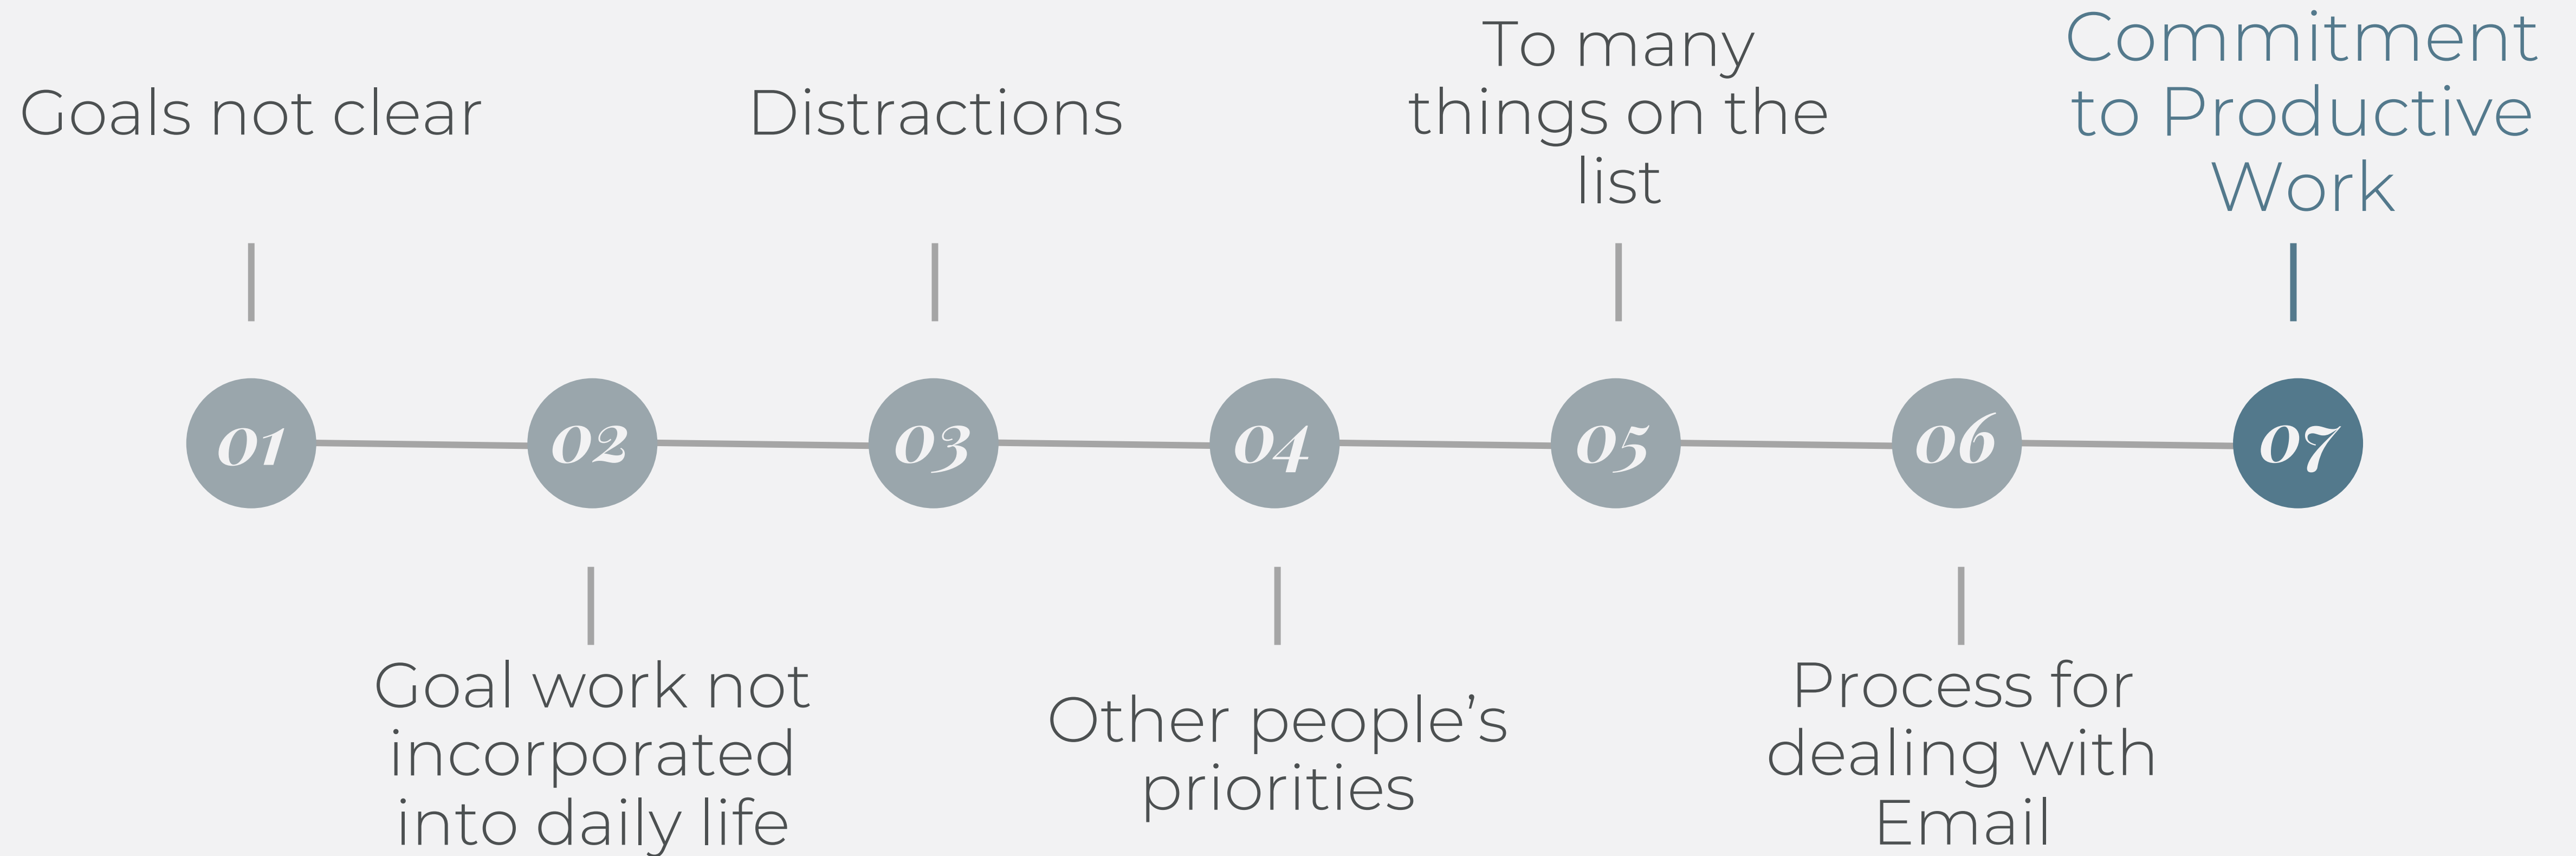 Goals not clear
01
Goal work not
incorporated
into daily life
02
Distractions
03
Other people’s
priorities
04
To many
things on the
list
05
Process for
dealing with
Email
06
Commitment
to Productive
Work
07